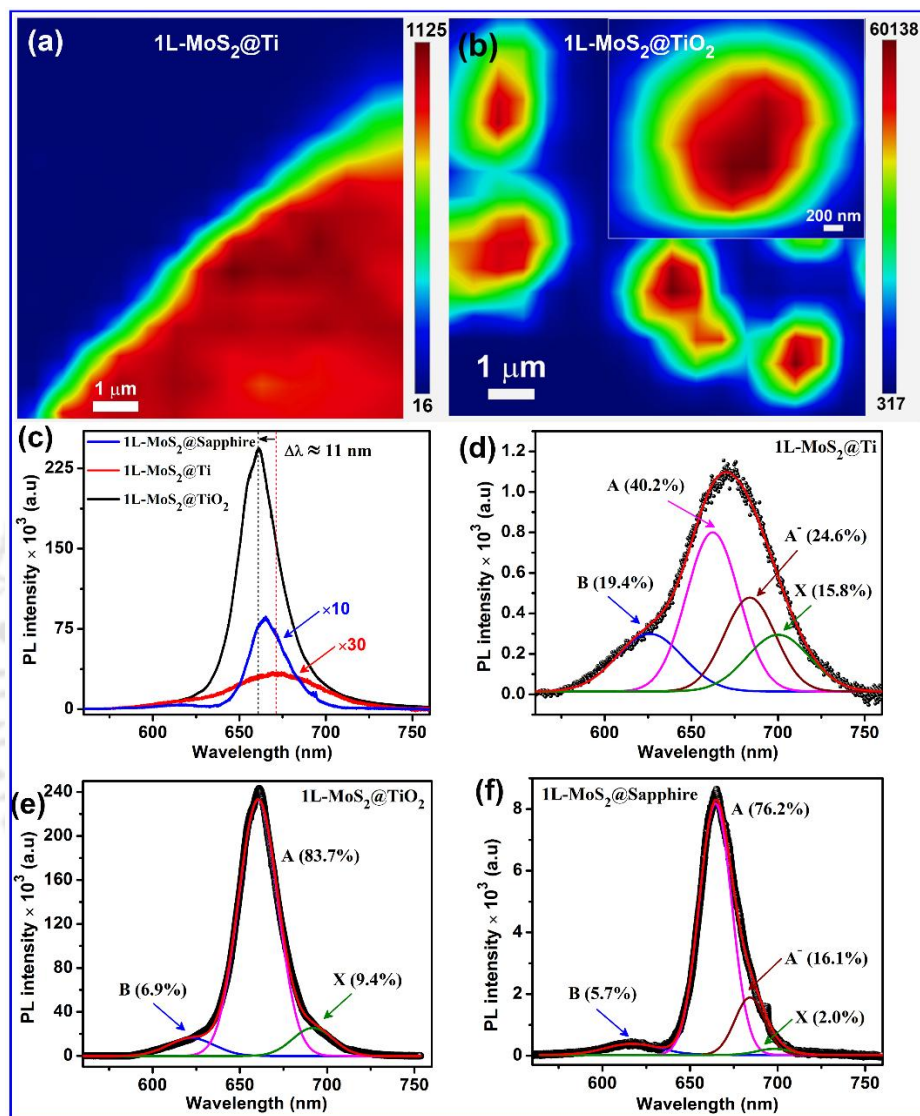 (a)
1L-MoS₂@Ti
1125
16
1 μm
(b)
1L-MoS₂@TiO₂
60138
317
200 nm
1 μm
(c)
1L-MoS₂@Sapphire
1L-MoS₂@Ti
1L-MoS₂@TiO₂
Δλ ≈ 11 nm
×10
×30
PL intensity × 10³ (a.u)
225
150
75
0
600 650 700 750
Wavelength (nm)
(d)
1L-MoS₂@Ti
A
(40.2%)
A⁻
(24.6%)
B (19.4%)
X (15.8%)
PL intensity × 10³ (a.u)
1.2
1.0
0.8
0.6
0.4
0.2
0.0
600 650 700 750
Wavelength (nm)
(e)
1L-MoS₂@TiO₂
A (83.7%)
B (6.9%)
X (9.4%)
PL intensity × 10³ (a.u)
240
200
160
120
80
40
0
600 650 700 750
Wavelength (nm)
(f)
1L-MoS₂@Sapphire
A (76.2%)
A⁻
(16.1%)
B (5.7%)
X (2.0%)
PL intensity × 10³ (a.u)
8
6
4
2
0
600 650 700 750
Wavelength (nm)